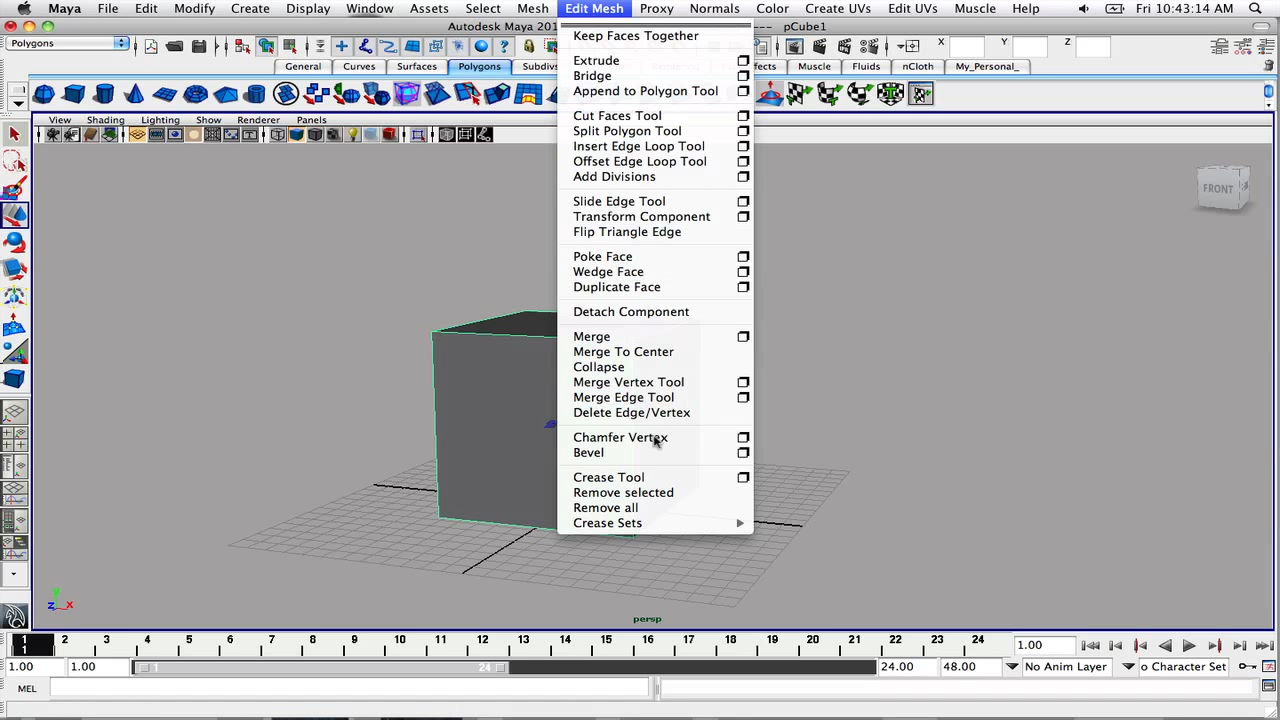 Maya File Edit Modify Create Display Window Assets Select Mesh Edit Mesh Proxy Normals Color Create UVs Edit UVs Muscle Help Fri 10:43:14 AM
Autodesk Maya 201 --- pCube1
Polygons X Y Z
General Curves Surfaces Polygons Subdiv Effects Muscle Fluids nCloth My_Personal_
View Shading Lighting Show Renderer Panels
Keep Faces Together
Extrude
Bridge
Append to Polygon Tool
Cut Faces Tool
Split Polygon Tool
Insert Edge Loop Tool
Offset Edge Loop Tool
Add Divisions
Slide Edge Tool
Transform Component
Flip Triangle Edge
Poke Face
Wedge Face
Duplicate Face
Detach Component
Merge
Merge To Center
Collapse
Merge Vertex Tool
Merge Edge Tool
Delete Edge/Vertex
Chamfer Vertex
Bevel
Crease Tool
Remove selected
Remove all
Crease Sets
FRONT
y
z x
persp
1 2 3 4 5 6 7 8 9 10 11 12 13 14 15 16 17 18 19 20 21 22 23 24 1.00
1
1.00 1.00 1 24 24.00 48.00 No Anim Layer o Character Set
MEL